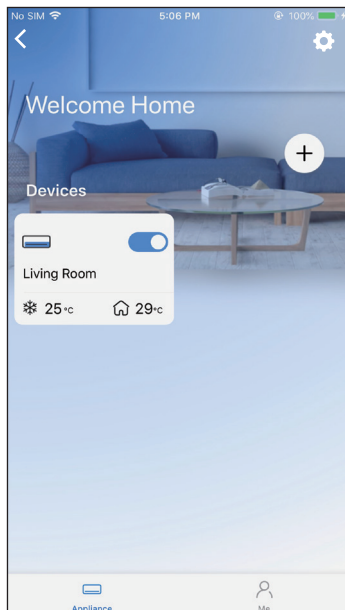 No SIM 5:06 PM 100%
Welcome Home
+
Devices
Living Room
25°C 29°C
Appliance Me